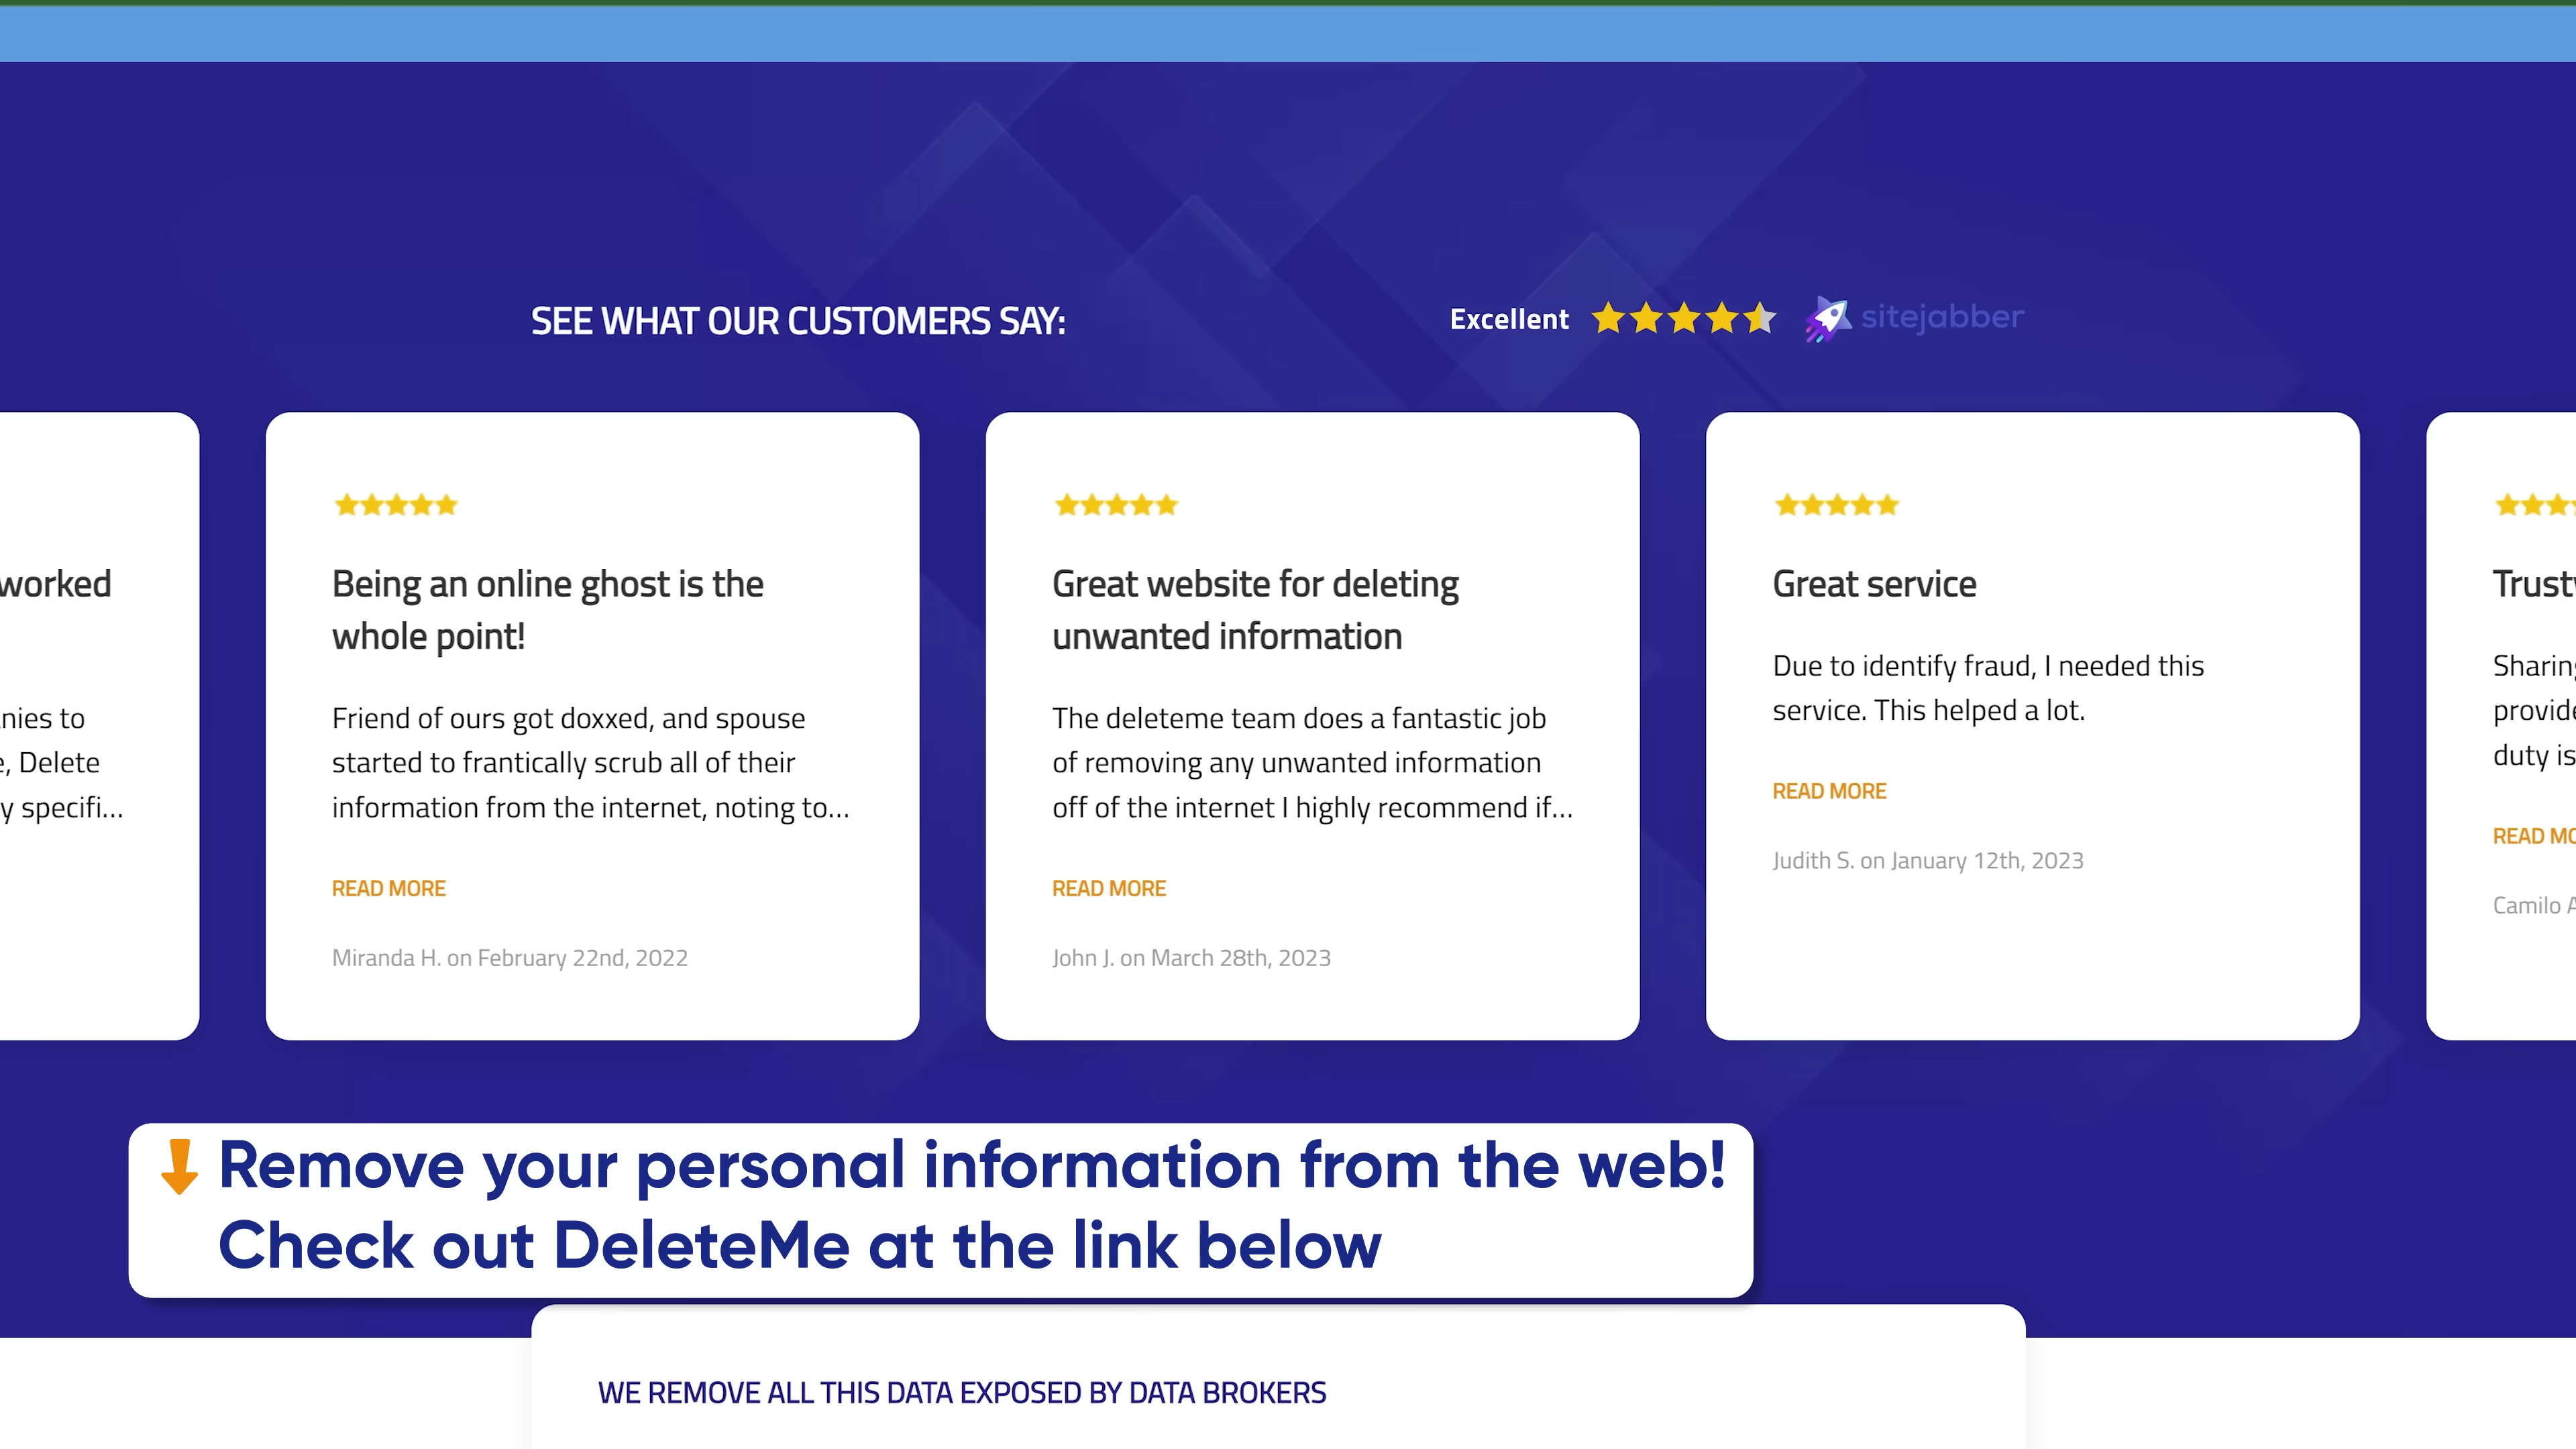 SEE WHAT OUR CUSTOMERS SAY:
Excellent
sitejabber
worked
nies to
e, Delete
y specifi...
Being an online ghost is the
whole point!
Friend of ours got doxxed, and spouse
started to frantically scrub all of their
information from the internet, noting to...
READ MORE
Miranda H. on February 22nd, 2022
Great website for deleting
unwanted information
The deleteme team does a fantastic job
of removing any unwanted information
off of the internet I highly recommend if...
READ MORE
John J. on March 28th, 2023
Great service
Due to identify fraud, I needed this
service. This helped a lot.
READ MORE
Judith S. on January 12th, 2023
Trust
Sharin
provid
duty is
READ MO
Camilo A
Remove your personal information from the web!
Check out DeleteMe at the link below
WE REMOVE ALL THIS DATA EXPOSED BY DATA BROKERS